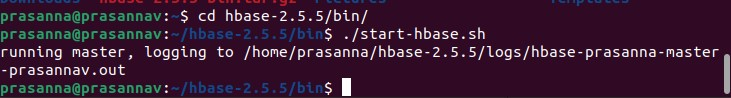 prasanna@prasannav:~$ cd hbase-2.5.5/bin/
prasanna@prasannav:~/hbase-2.5.5/bin$ ./start-hbase.sh
running master, logging to /home/prasanna/hbase-2.5.5/logs/hbase-prasanna-master
-prasannav.out
prasanna@prasannav:~/hbase-2.5.5/bin$